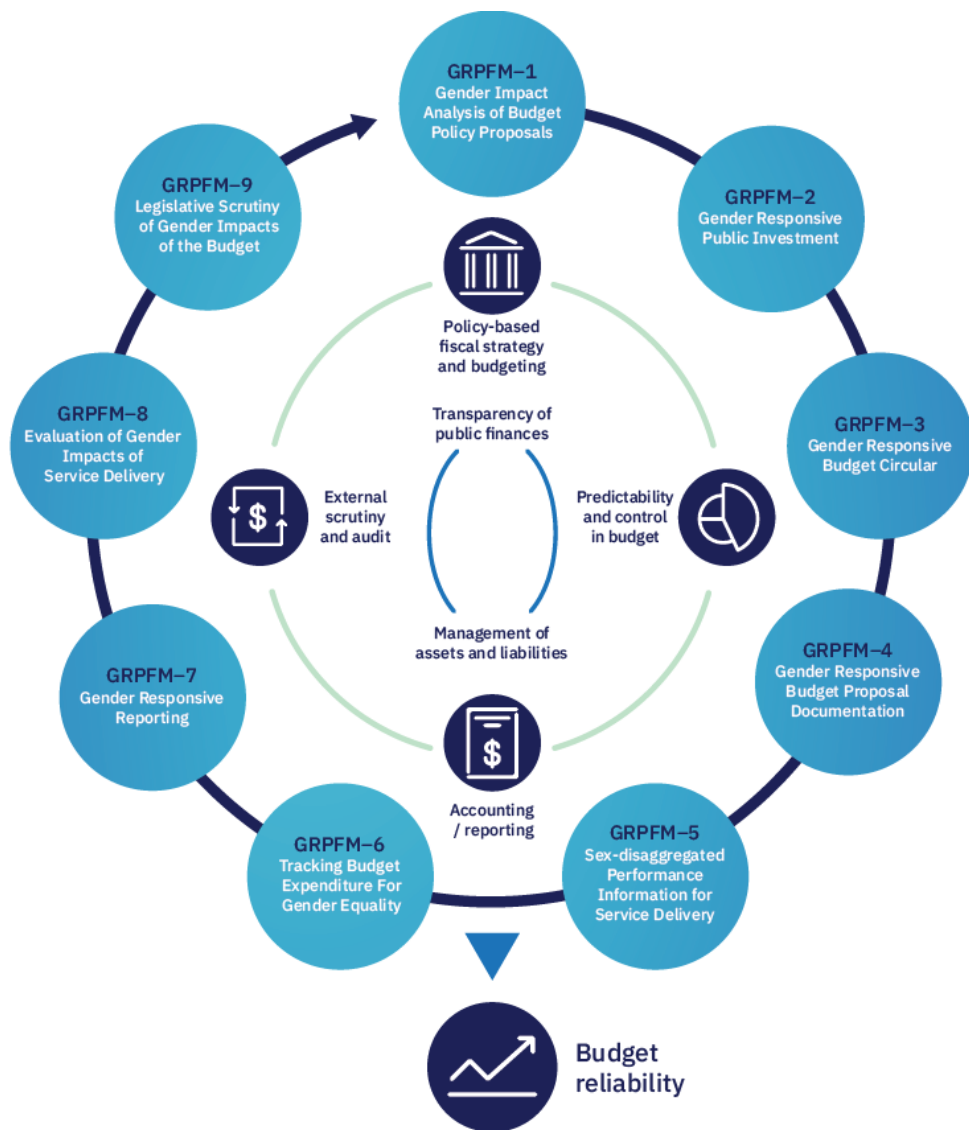 GRPFM–1
Gender Impact
Analysis of Budget
Policy Proposals
GRPFM–2
Gender Responsive
Public Investment
GRPFM–3
Gender Responsive
Budget Circular
GRPFM–4
Gender Responsive
Budget Proposal
Documentation
GRPFM–5
Sex-disaggregated
Performance
Information for
Service Delivery
GRPFM–6
Tracking Budget
Expenditure For
Gender Equality
GRPFM–7
Gender Responsive
Reporting
GRPFM–8
Evaluation of Gender
Impacts of
Service Delivery
GRPFM–9
Legislative Scrutiny
of Gender Impacts
of the Budget
Policy-based
fiscal strategy
and budgeting
Transparency of
public finances
Predictability
and control
in budget
$
External
scrutiny
and audit
Management of
assets and liabilities
$
Accounting
/ reporting
Budget
reliability